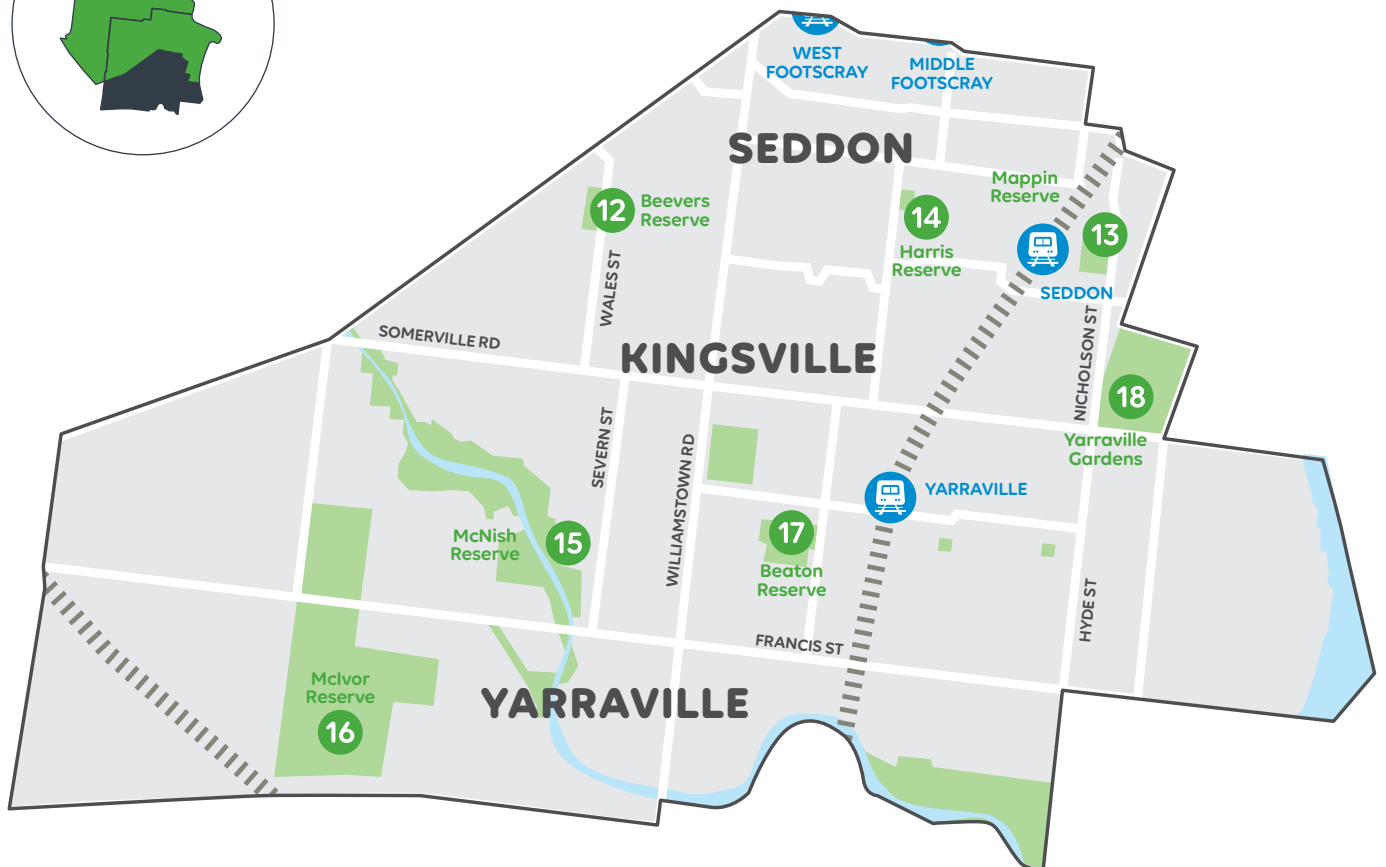 WEST
FOOTSCRAY
MIDDLE
FOOTSCRAY
SEDDON
Mappin
Reserve
12
Beevers
Reserve
14
13
Harris
Reserve
WALES ST
SEDDON
SOMERVILLE RD
NICHOLSON ST
KINGSVILLE
18
Yarraville
Gardens
SEVERN ST
WILLIAMSTOWN RD
YARRAVILLE
McNish
Reserve
15
17
Beaton
Reserve
HYDE ST
FRANCIS ST
McIvor
Reserve
16
YARRAVILLE